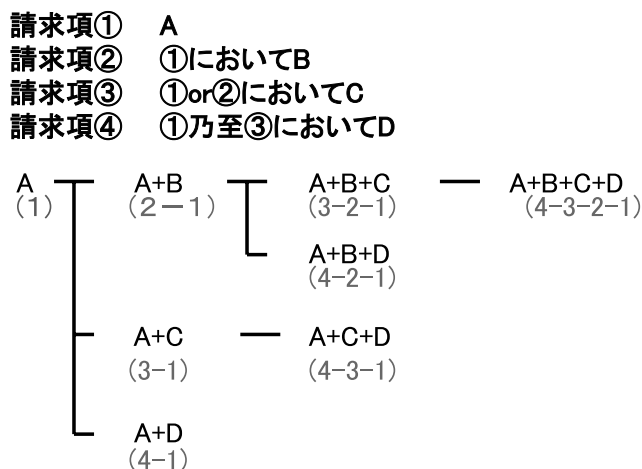 請求項① A
請求項② ①においてB
請求項③ ①or②においてC
請求項④ ①乃至③においてD
A A+B A+B+C A+B+C+D
(1) (2-1) (3-2-1) (4-3-2-1)
A+B+D
(4-2-1)
A+C A+C+D
(3-1) (4-3-1)
A+D
(4-1)